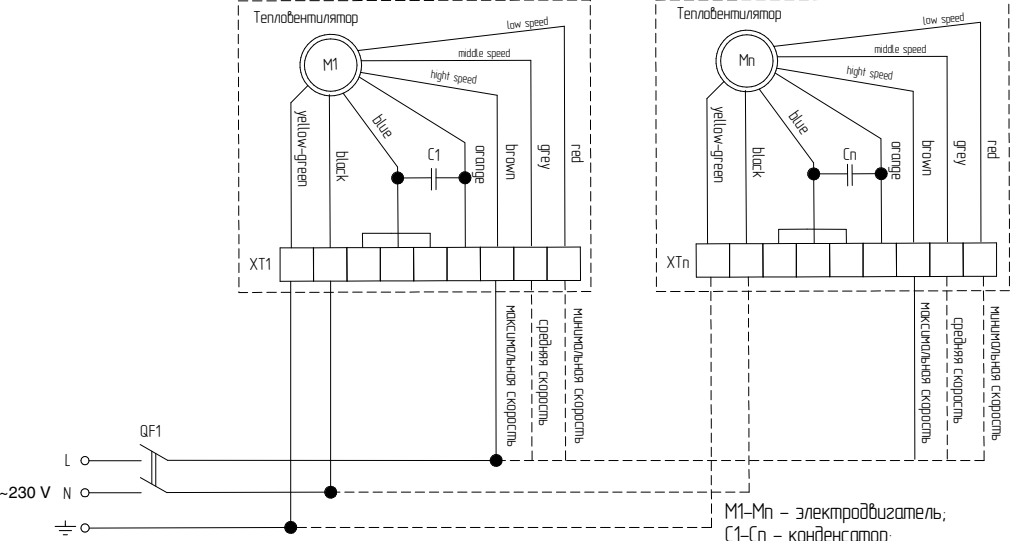 Тепловентилятор
low speed
M1
middle speed
hight speed
yellow-green
black
blue
C1
orange
brown
grey
red
XT1
максимальная скорость
средняя скорость
минимальная скорость
Тепловентилятор
low speed
Mn
middle speed
hight speed
yellow-green
black
blue
Cn
orange
brown
grey
red
XTn
максимальная скорость
средняя скорость
минимальная скорость
QF1
L
~230 V N
M1-Mn – электродвигатель;
C1-Cn – конденсатор;